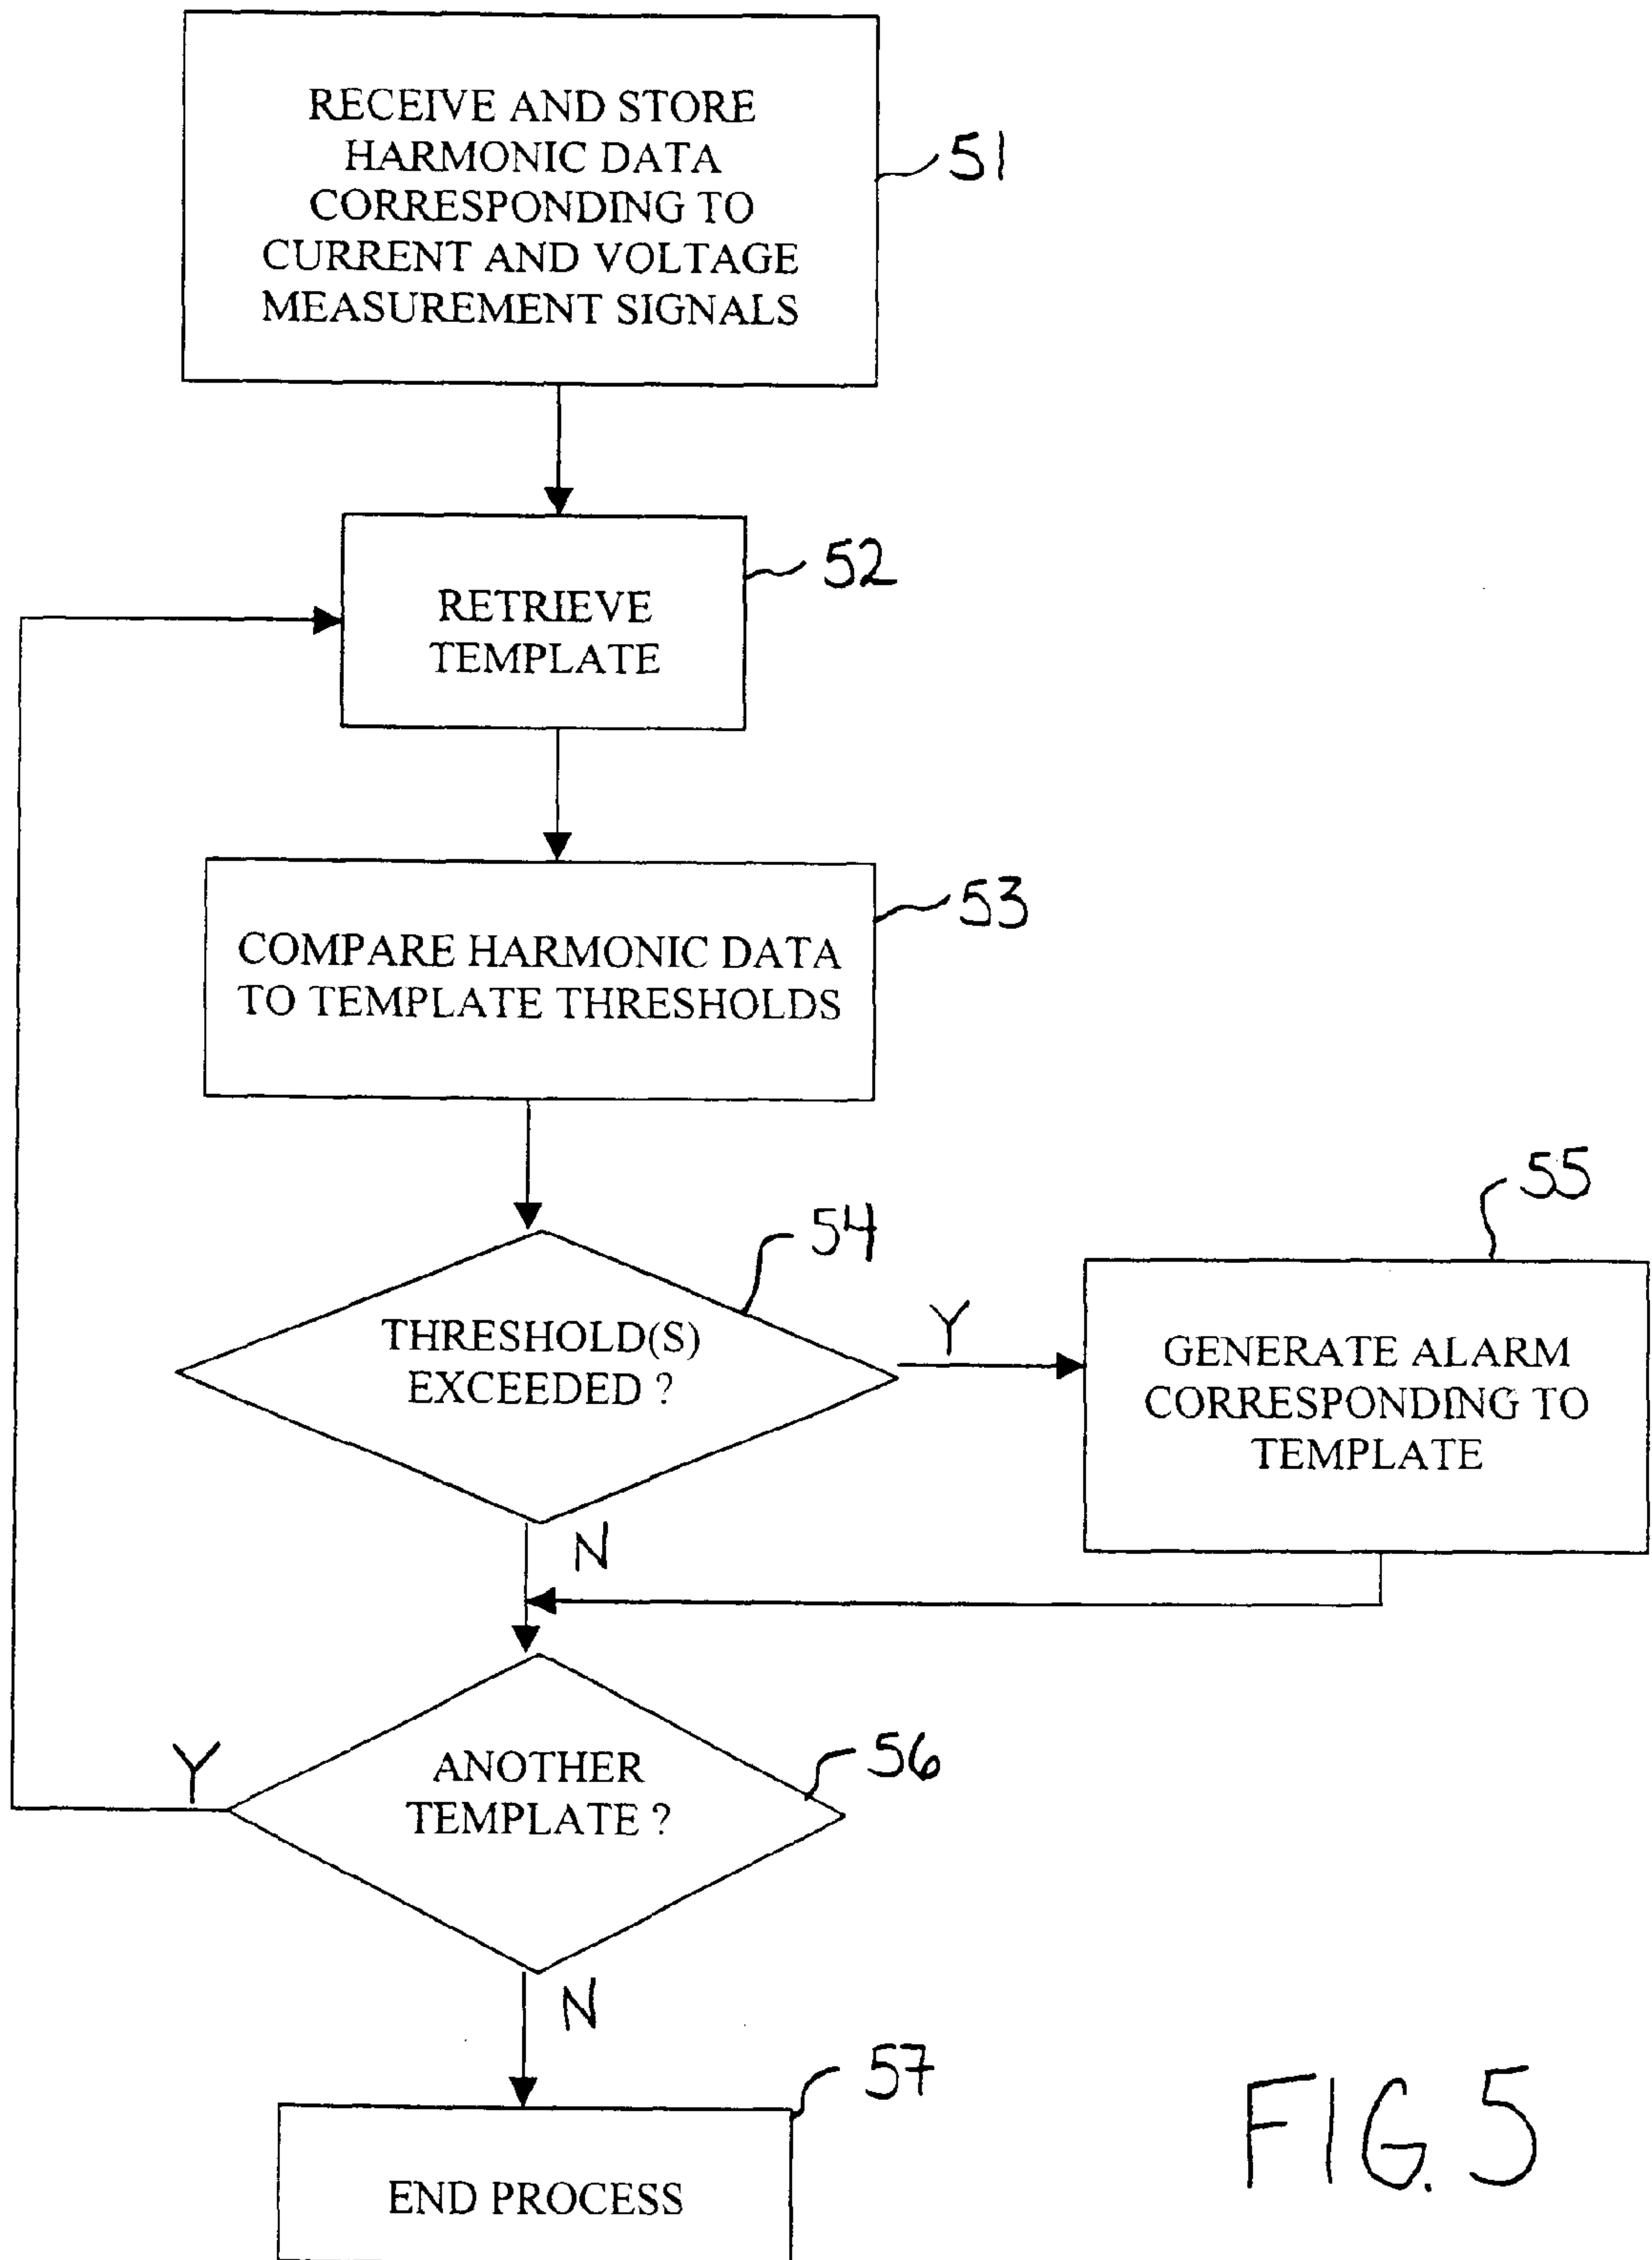 RECEIVE AND STORE
HARMONIC DATA
CORRESPONDING TO
CURRENT AND VOLTAGE
MEASUREMENT SIGNALS
51
RETRIEVE
TEMPLATE
52
COMPARE HARMONIC DATA
TO TEMPLATE THRESHOLDS
53
THRESHOLD(S)
EXCEEDED ?
54
Y
GENERATE ALARM
CORRESPONDING TO
TEMPLATE
55
N
ANOTHER
TEMPLATE ?
56
Y
N
END PROCESS
57
FIG. 5